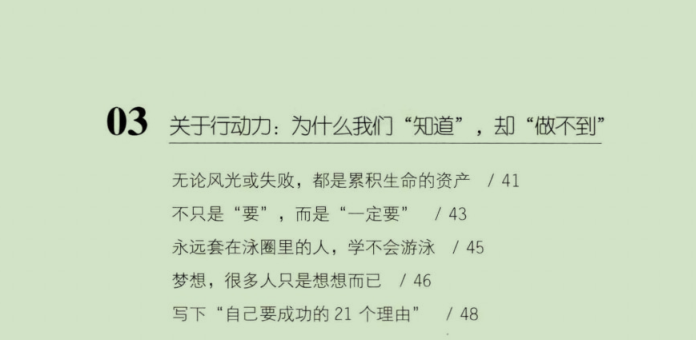 03 关于行动力：为什么我们“知道”，却“做不到”
无论风光或失败，都是累积生命的资产 / 41
不只是“要”，而是“一定要” / 43
永远套在泳圈里的人，学不会游泳 / 45
梦想，很多人只是想想而已 / 46
写下“自己要成功的21个理由” / 48